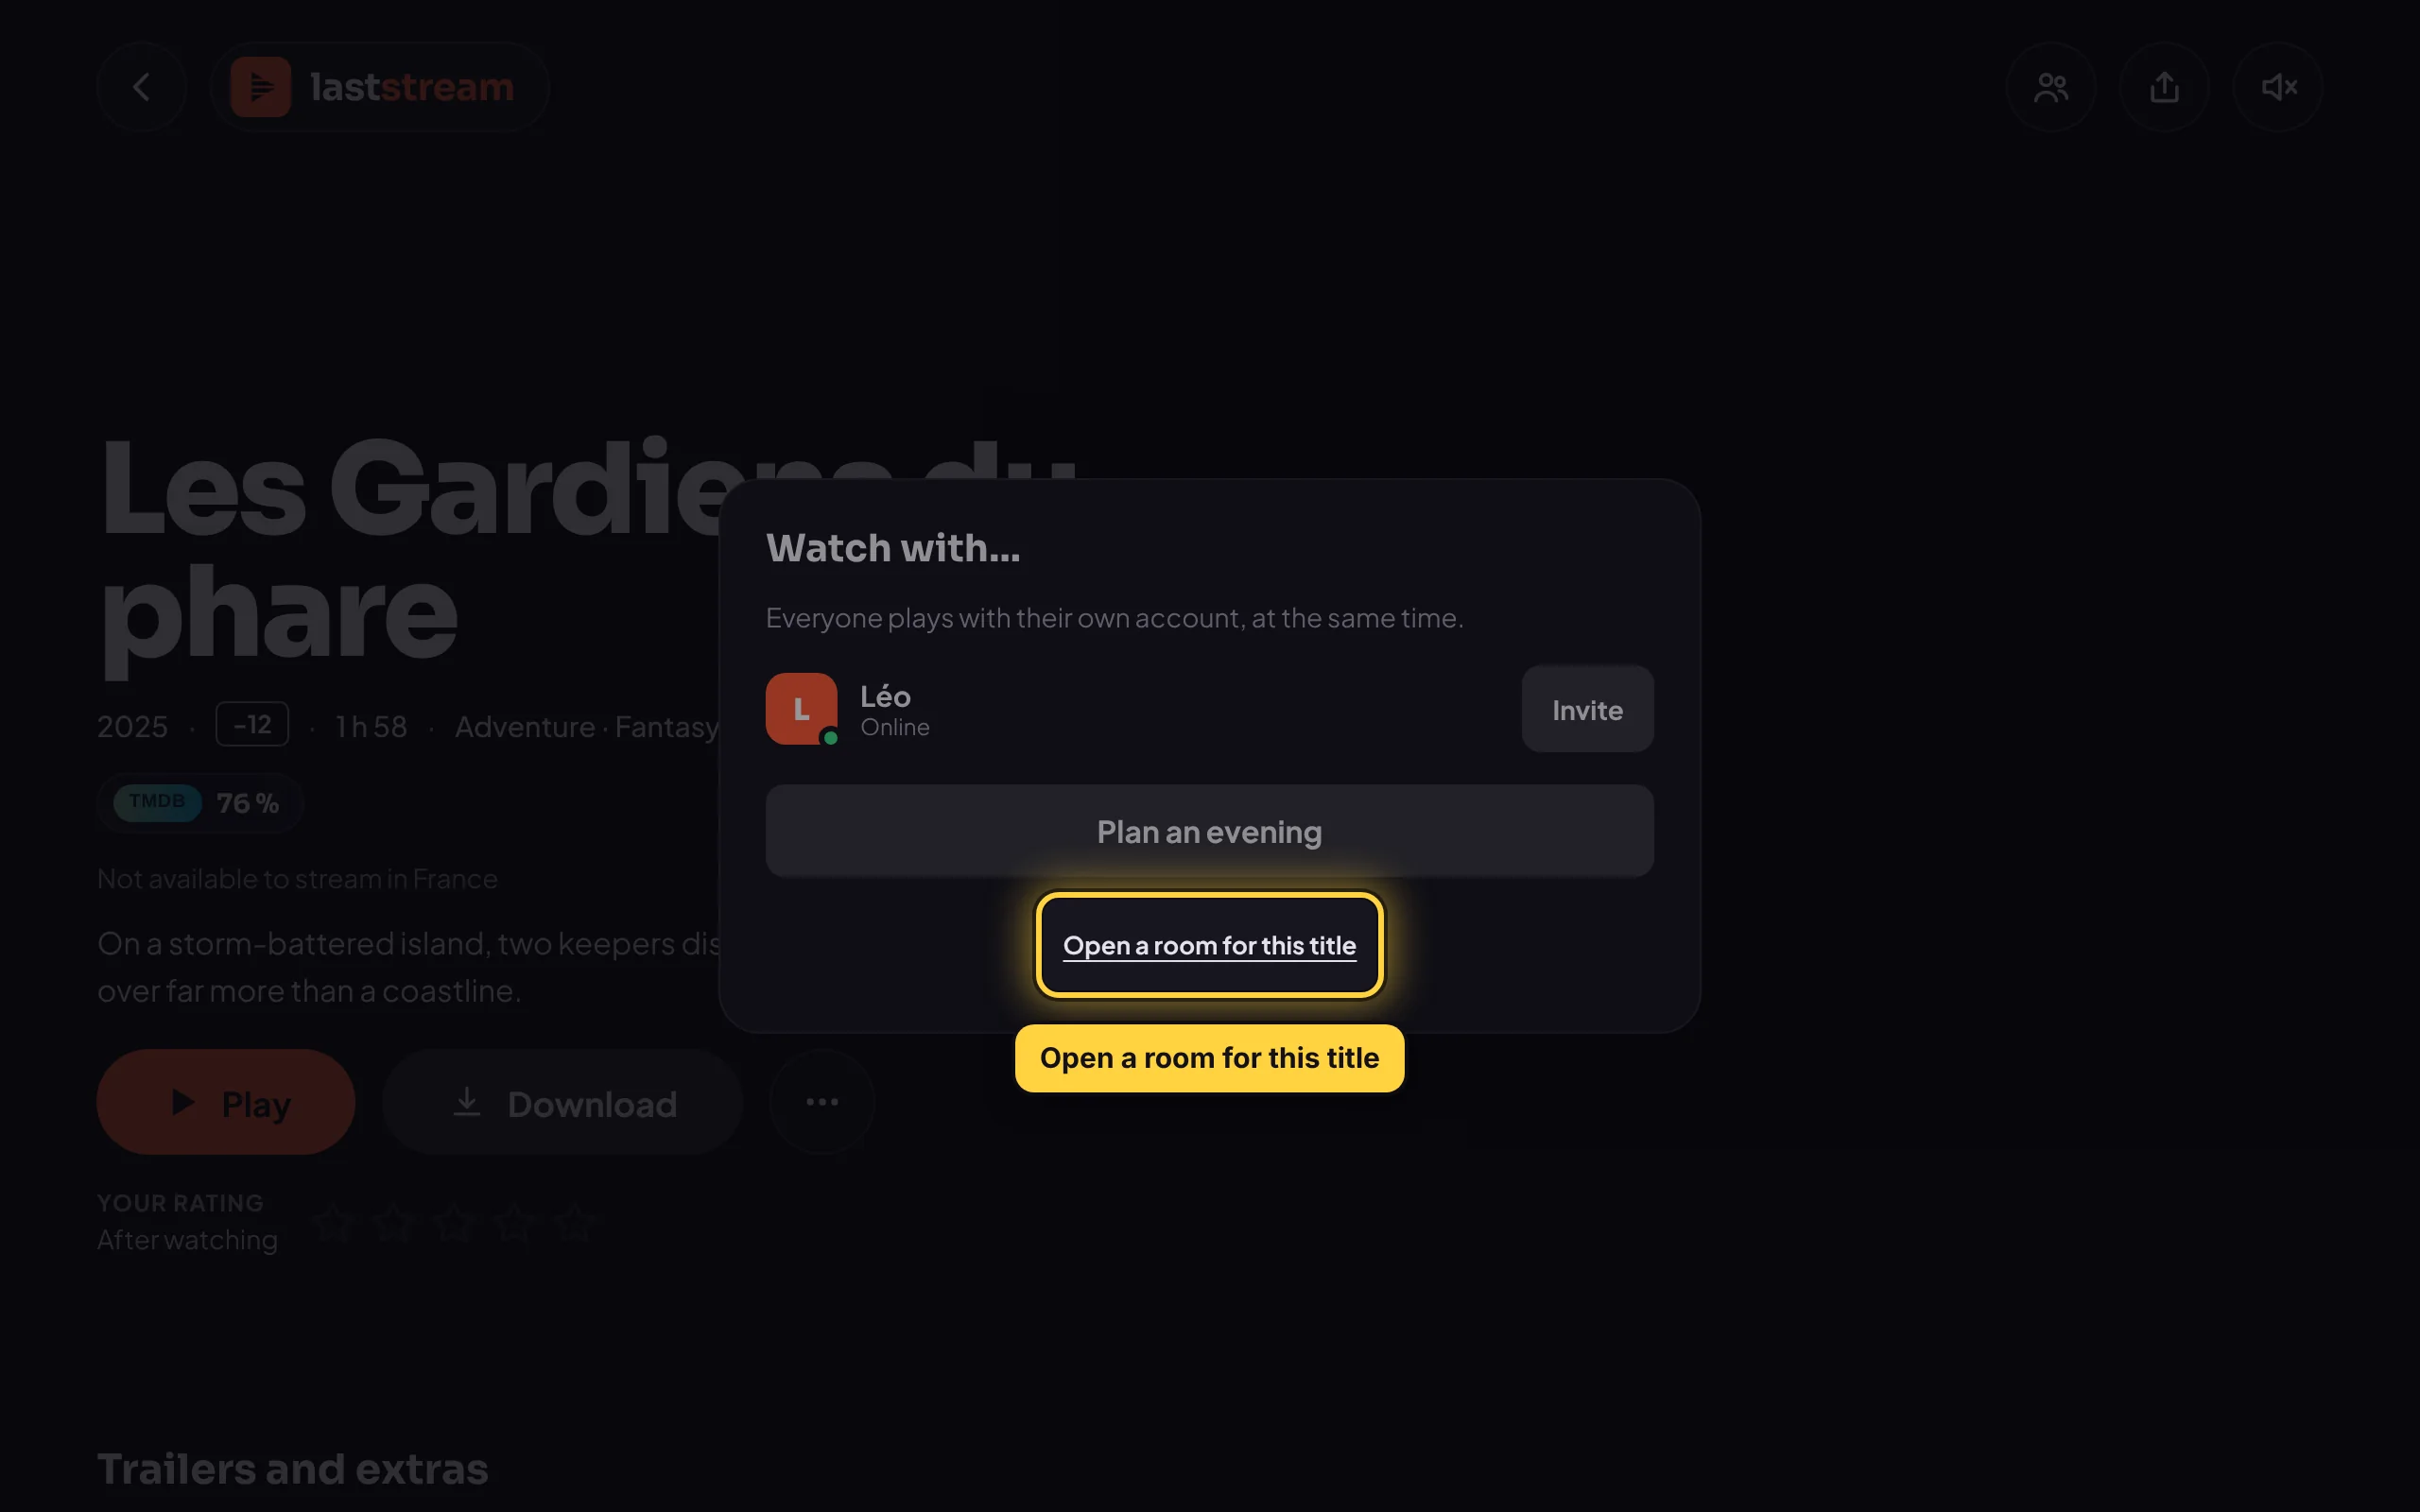 laststream
Les Gardiens du
phare
2025 · -12 · 1 h 58 · Adventure · Fantasy
TMDB 76 %
Not available to stream in France
On a storm-battered island, two keepers dis
over far more than a coastline.
Play
Download
YOUR RATING
After watching
Trailers and extras
Watch with...
Everyone plays with their own account, at the same time.
L
Léo
Online
Invite
Plan an evening
Open a room for this title
Open a room for this title